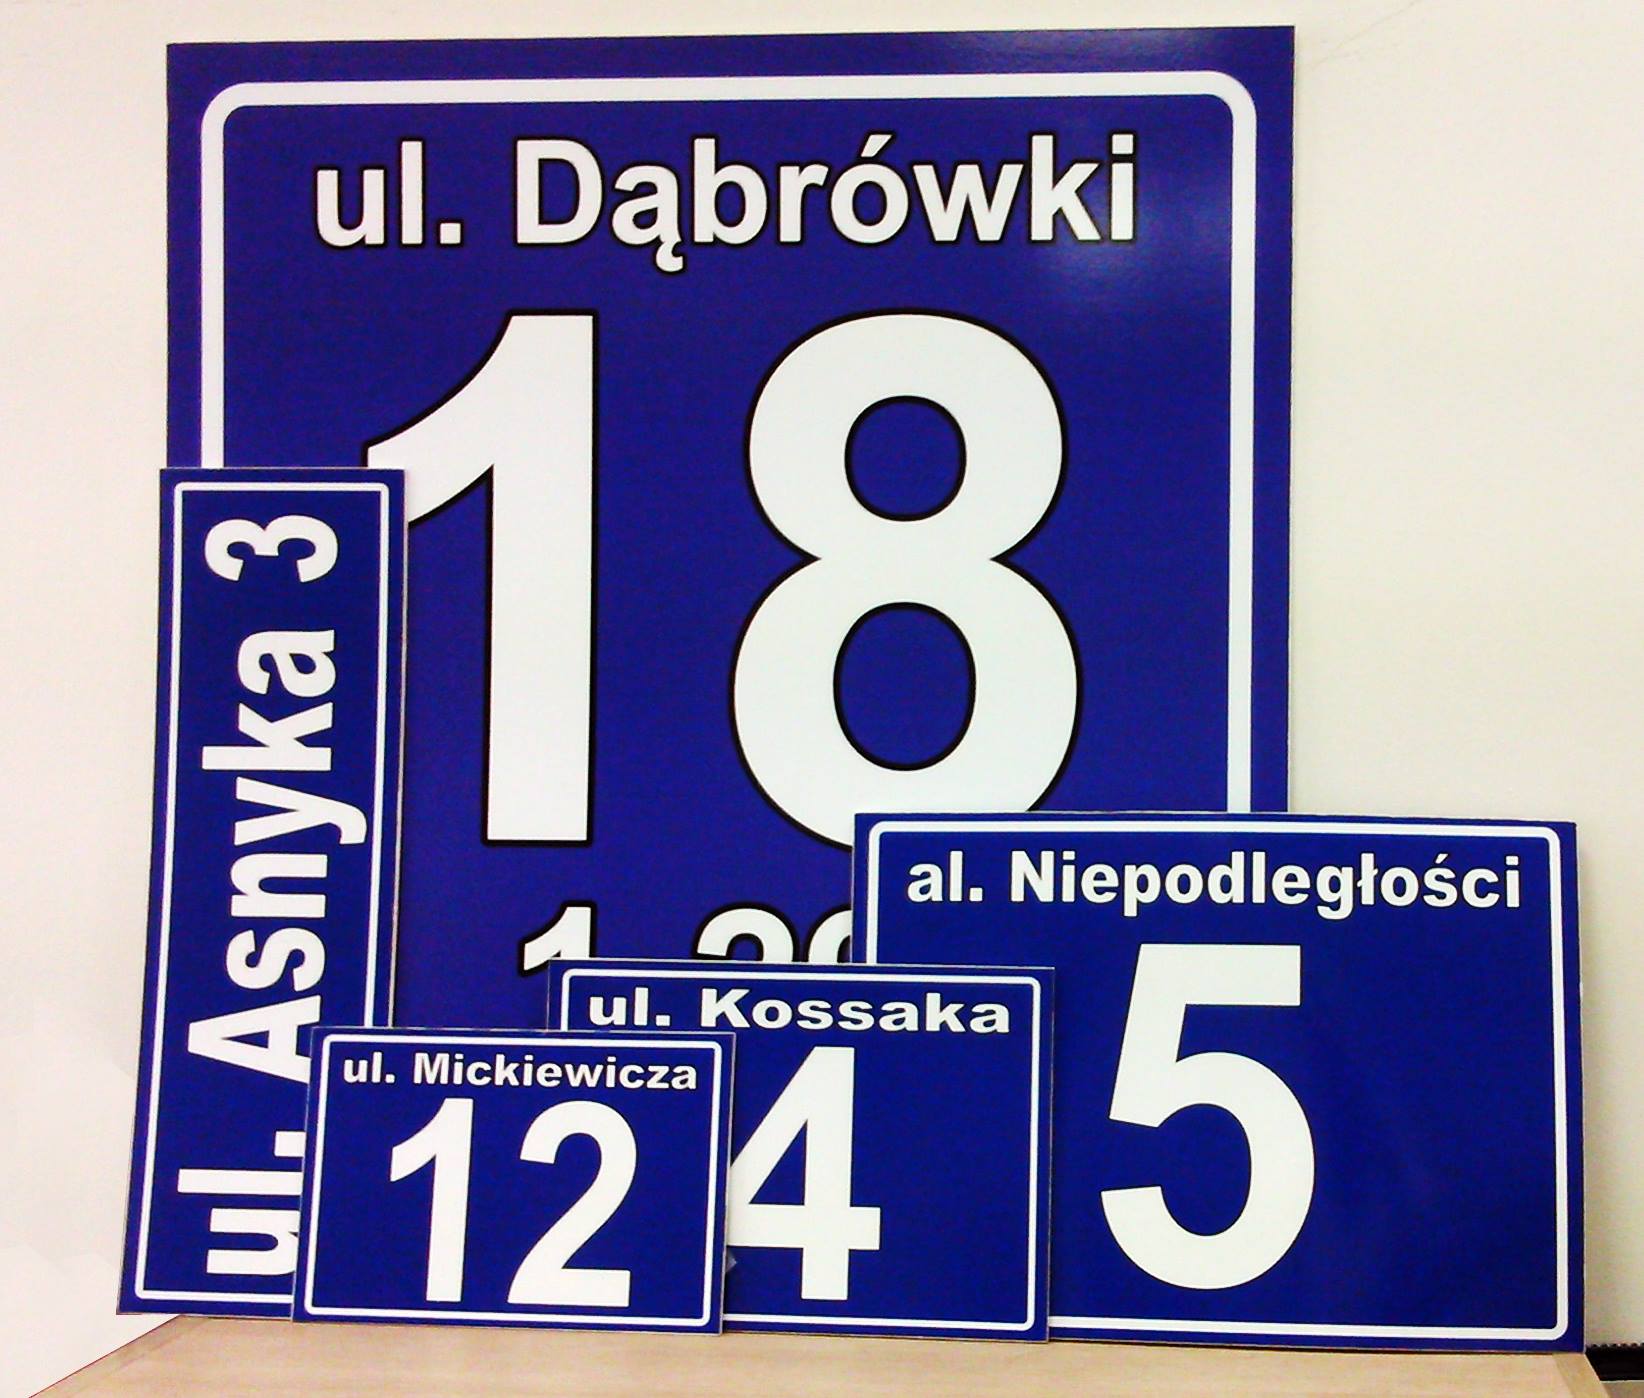 ul. Dąbrówki
18
ul. Asnyka 3
al. Niepodległości
5
ul. Kossaka
4
ul. Mickiewicza
12